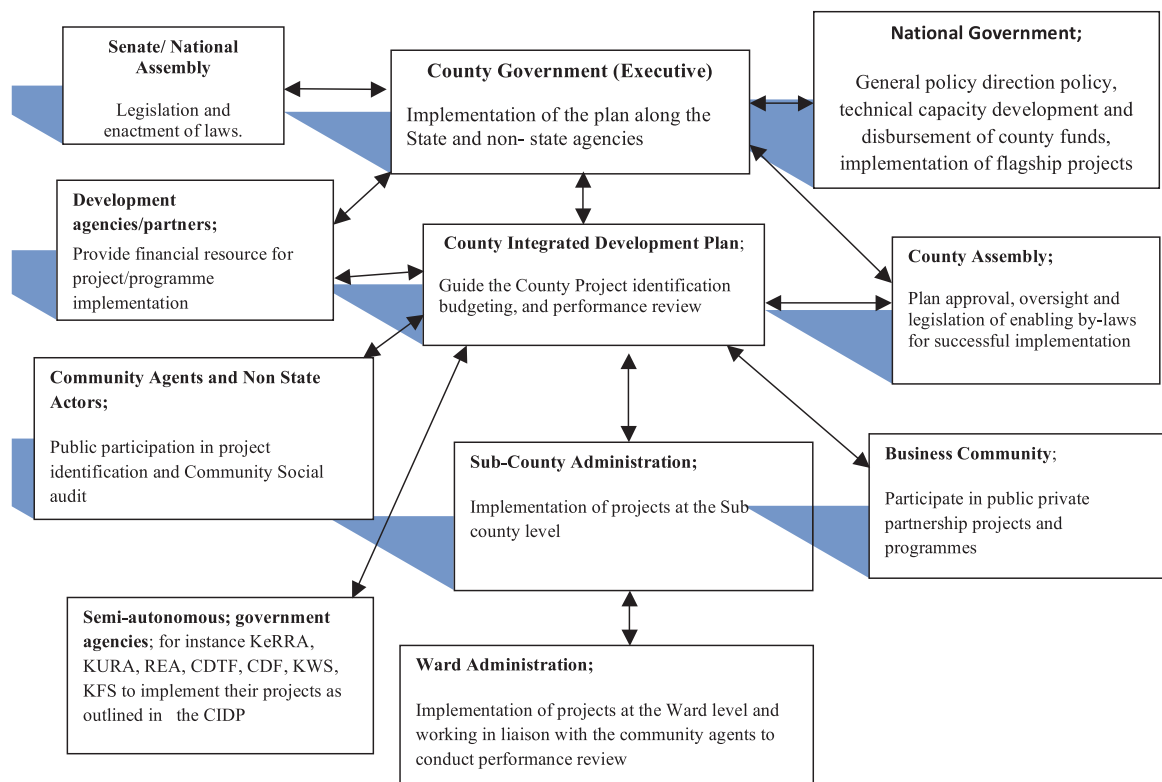 Senate/ National
Assembly
Legislation and
enactment of laws.
County Government (Executive)
Implementation of the plan along the
State and non- state agencies
National Government;
General policy direction policy,
technical capacity development and
disbursement of county funds,
implementation of flagship projects
Development
agencies/partners;
Provide financial resource for
project/programme
implementation
County Integrated Development Plan;
Guide the County Project identification
budgeting, and performance review
County Assembly;
Plan approval, oversight and
legislation of enabling by-laws
for successful implementation
Community Agents and Non State
Actors;
Public participation in project
identification and Community Social
audit
Sub-County Administration;
Implementation of projects at the Sub
county level
Business Community;
Participate in public private
partnership projects and
programmes
Semi-autonomous; government
agencies; for instance KeRRA,
KURA, REA, CDTF, CDF, KWS,
KFS to implement their projects as
outlined in the CIDP
Ward Administration;
Implementation of projects at the Ward level and
working in liaison with the community agents to
conduct performance review